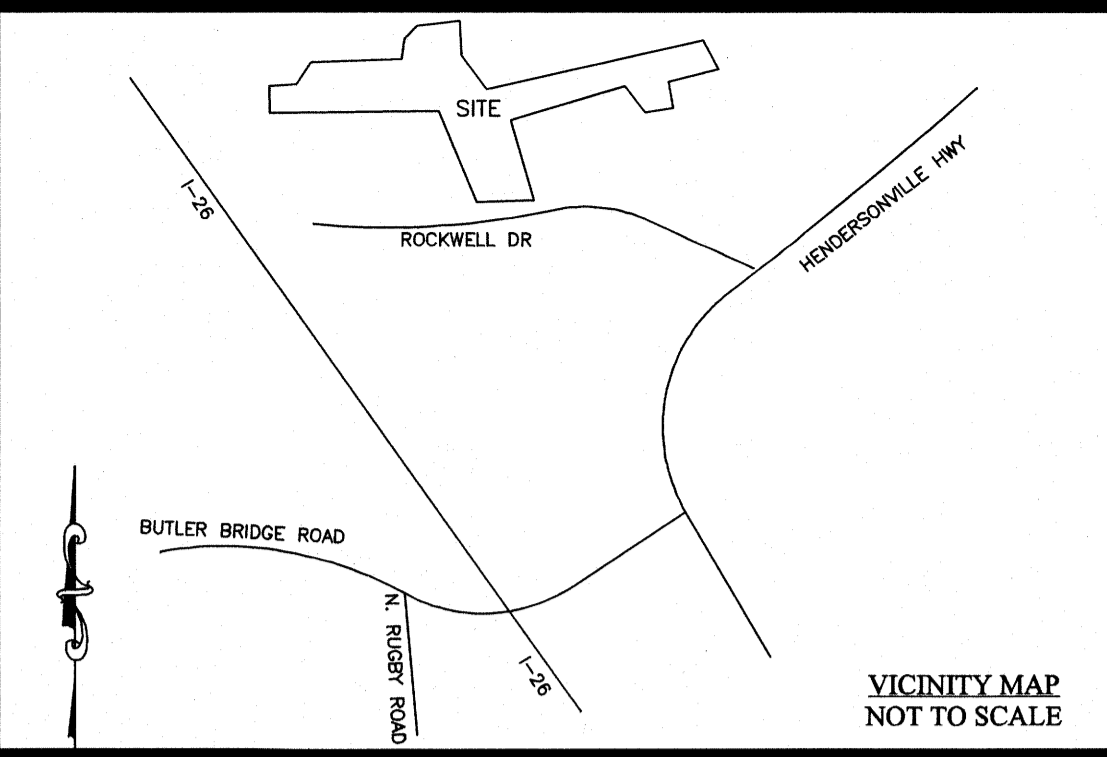 SITE
I-26
HENDERSONVILLE HWY
ROCKWELL DR
BUTLER BRIDGE ROAD
N. RUGBY ROAD
I-26
VICINITY MAP
NOT TO SCALE